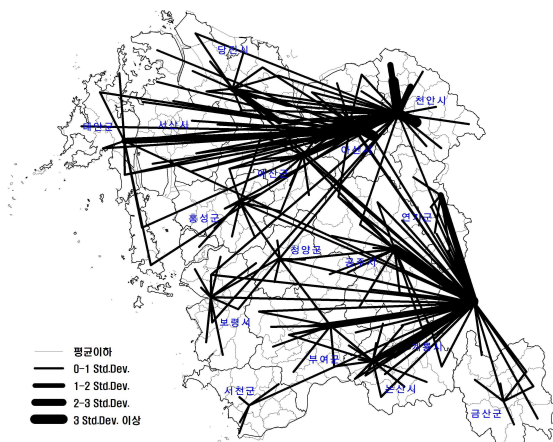 당진시
천안시
태안군
서산시
아산시
예산군
홍성군
연기군
청양군
공주시
보령시
계룡시
부여군
서천군
논산시
금산군
평균이하
0-1 Std.Dev.
1-2 Std.Dev.
2-3 Std.Dev.
3 Std.Dev. 이상